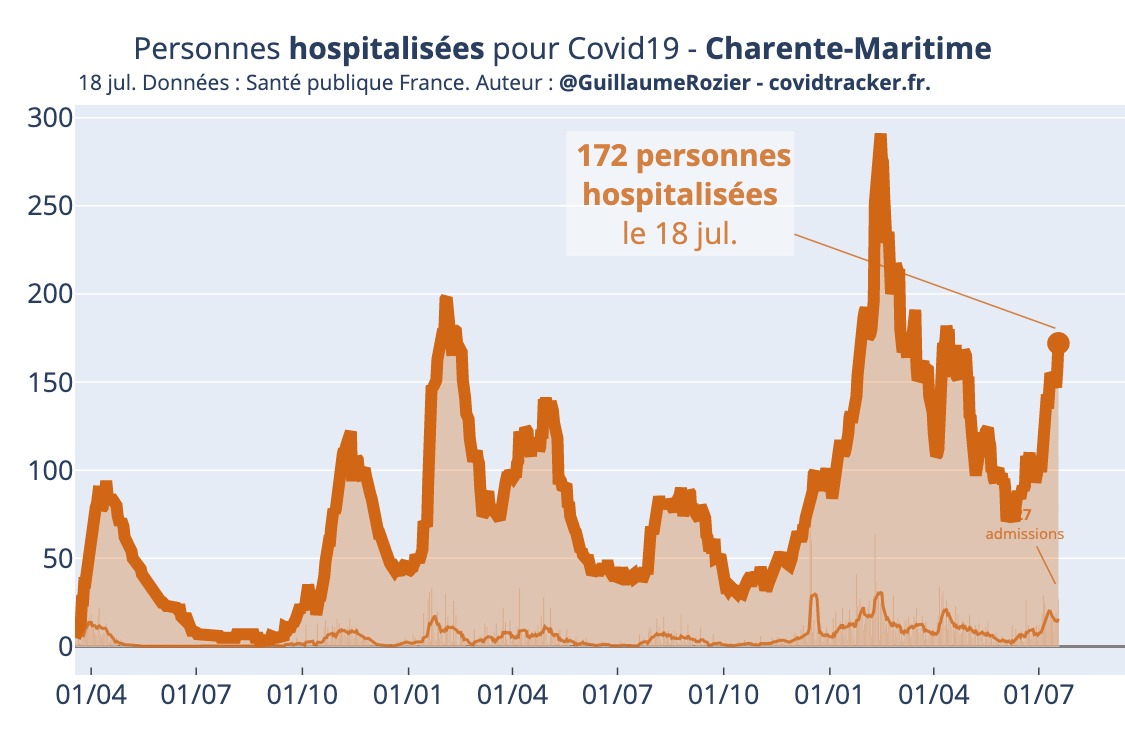 Personnes hospitalisées pour Covid19 - Charente-Maritime
18 jul. Données : Santé publique France. Auteur : @GuillaumeRozier - covidtracker.fr.
300
172 personnes
hospitalisées
le 18 jul.
250
200
150
100
admissions
50
0
01/04 01/07 01/10 01/01 01/04 01/07 01/10 01/01 01/04 01/07